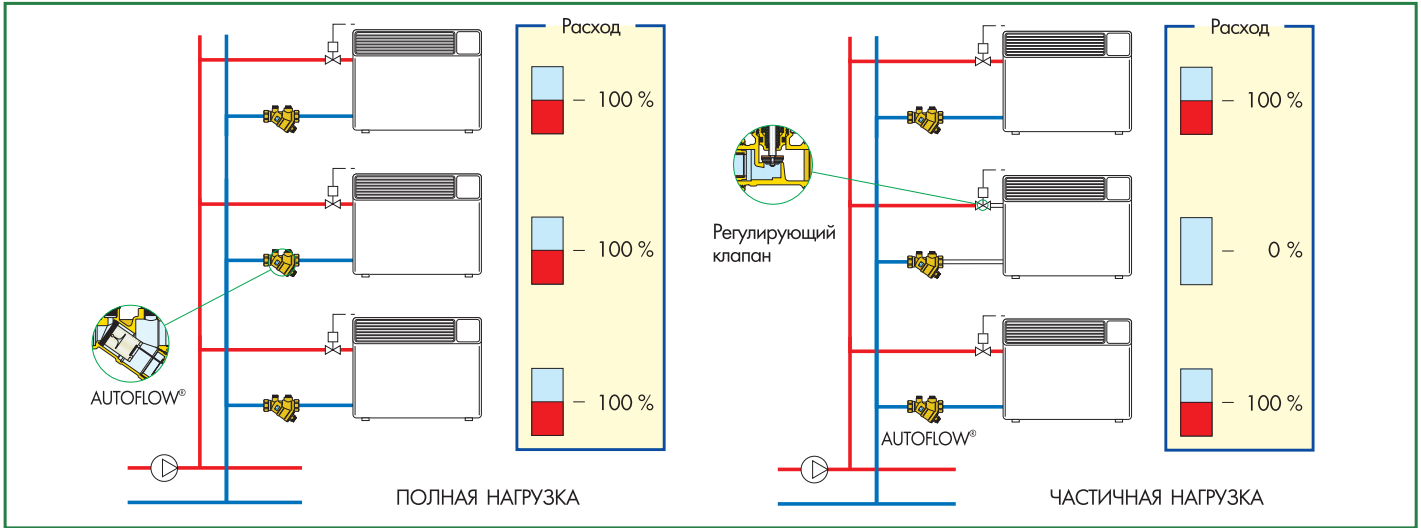 Расход
100 %
100 %
100 %
AUTOFLOW®
ПОЛНАЯ НАГРУЗКА
Расход
100 %
Регулирующий
клапан
0 %
100 %
AUTOFLOW®
ЧАСТИЧНАЯ НАГРУЗКА